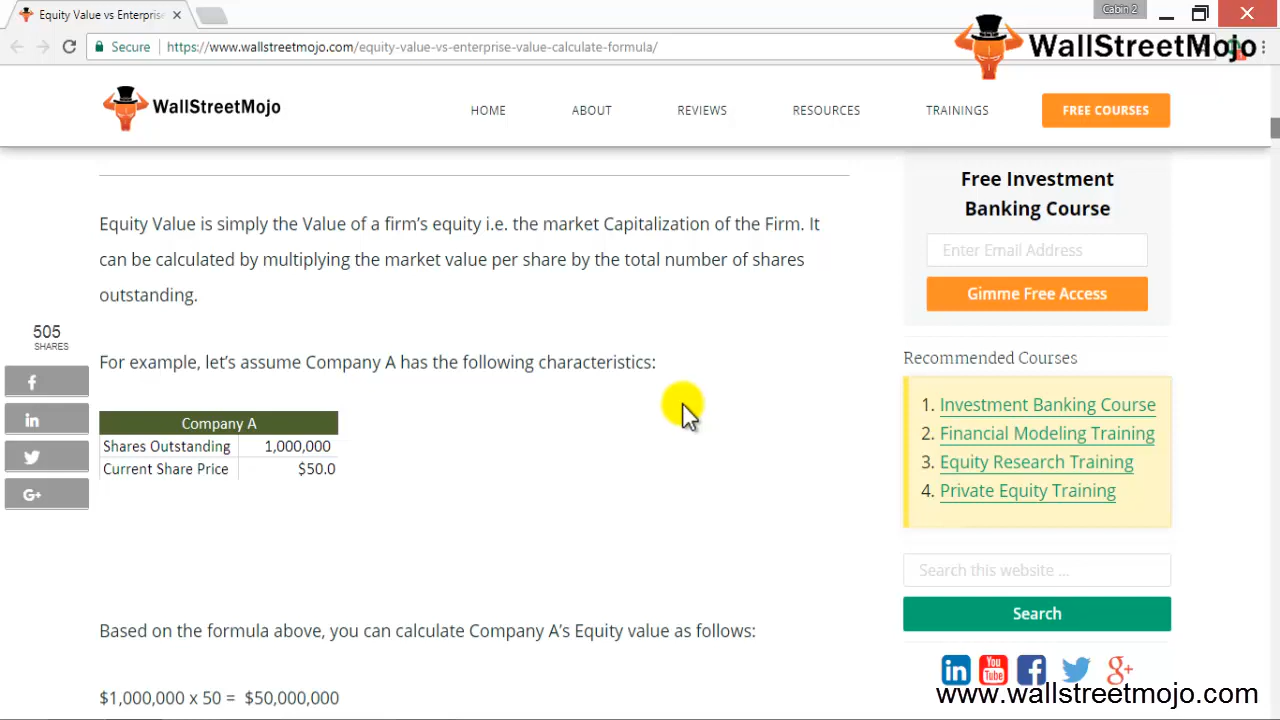 Equity Value vs Enterprise
Cabin 2
Secure
https://www.wallstreetmojo.com/equity-value-vs-enterprise-value-calculate-formula/
WallStreetMojo
WallStreetMojo
HOME
ABOUT
REVIEWS
RESOURCES
TRAININGS
FREE COURSES
Equity Value is simply the Value of a firm’s equity i.e. the market Capitalization of the Firm. It
can be calculated by multiplying the market value per share by the total number of shares
outstanding.
505
SHARES
For example, let’s assume Company A has the following characteristics:
Company A
Shares Outstanding 1,000,000
Current Share Price $50.0
Based on the formula above, you can calculate Company A’s Equity value as follows:
$1,000,000 x 50 = $50,000,000
Free Investment
Banking Course
Enter Email Address
Gimme Free Access
Recommended Courses
1. Investment Banking Course
2. Financial Modeling Training
3. Equity Research Training
4. Private Equity Training
Search this website ...
Search
in
You
Tube
f
G+
www.wallstreetmojo.com